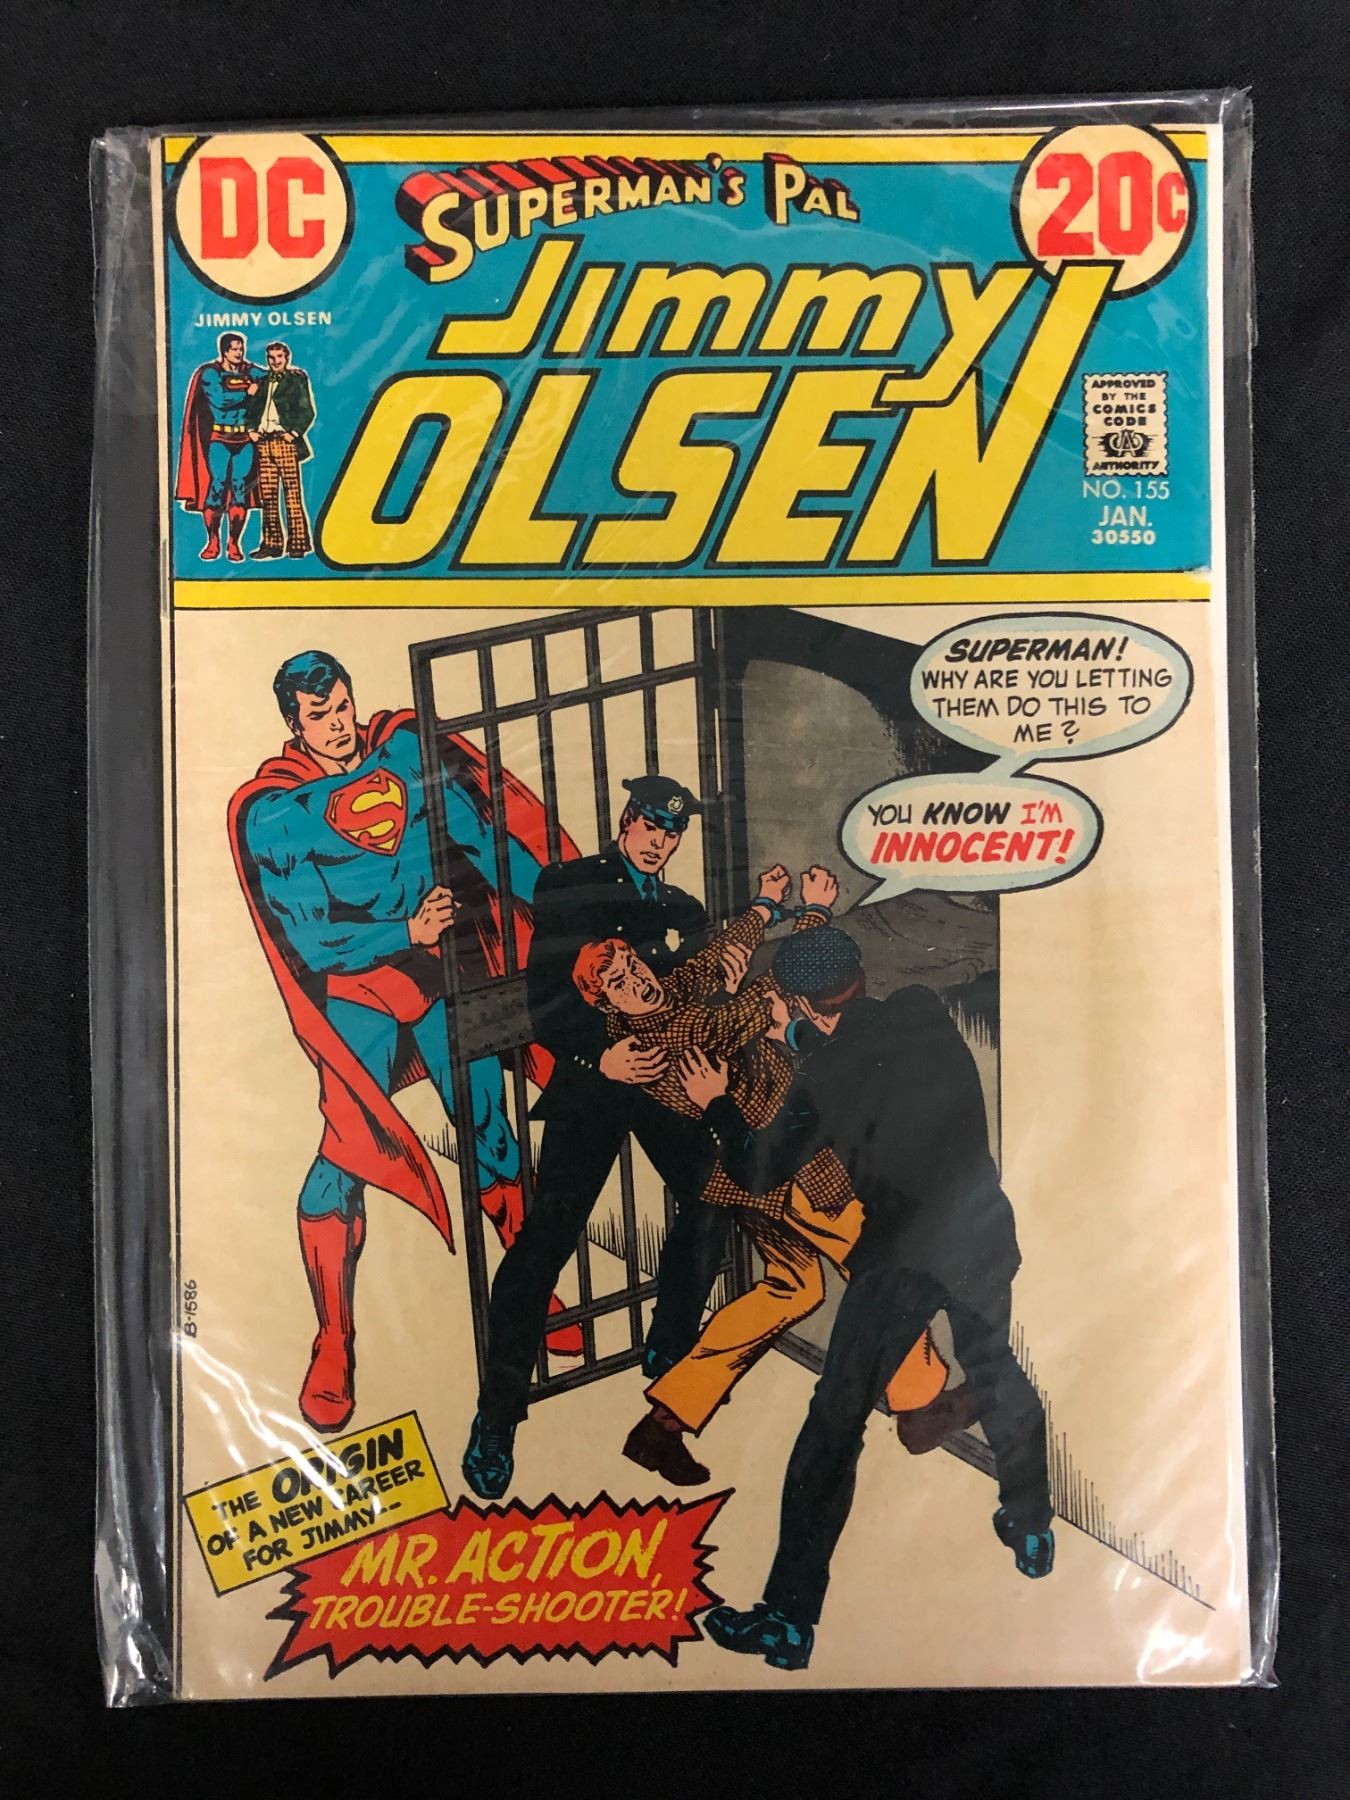 DC
SUPERMAN'S PAL
20¢
JIMMY OLSEN
JIMMY
OLSEN
APPROVED
BY THE
COMICS
CODE
CA
AUTHORITY
NO. 155
JAN.
30550
SUPERMAN!
WHY ARE YOU LETTING
THEM DO THIS TO
ME?
YOU KNOW I'M
INNOCENT!
S
B-1586
THE ORIGIN
OF A NEW CAREER
FOR JIMMY--
MR. ACTION,
TROUBLE-SHOOTER!